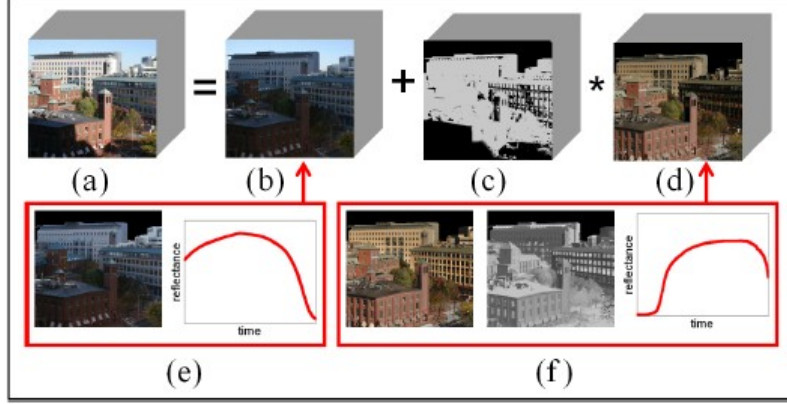 = + *
(a) (b) (c) (d)
reflectance
time
reflectance
time
(e) (f)